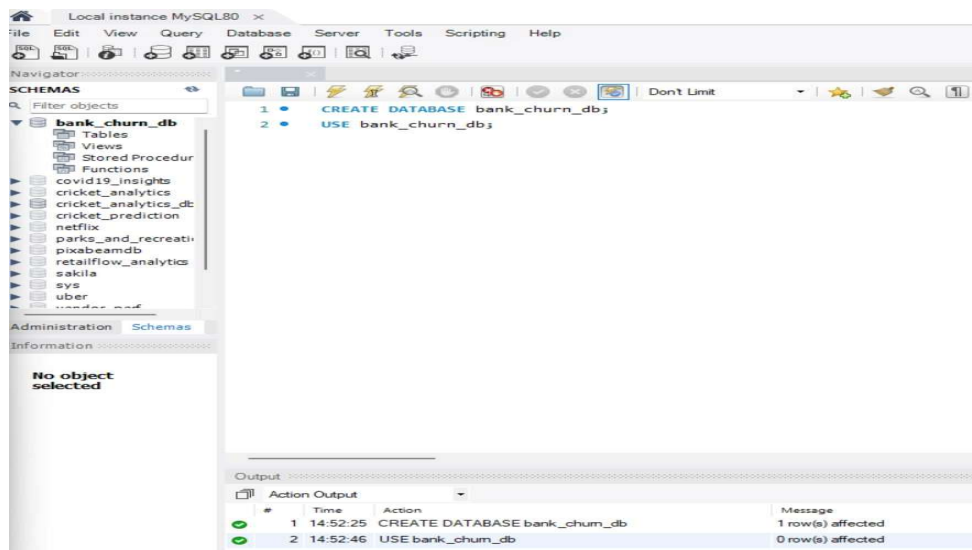 Local instance MySQL80 ×
File Edit View Query Database Server Tools Scripting Help
Navigator
SCHEMAS
Filter objects
bank_churn_db
Tables
Views
Stored Procedur
Functions
covid19_insights
cricket_analytics
cricket_analytics_db
cricket_prediction
netflix
parks_and_recreati
pixabeamdb
retailflow_analytics
sakila
sys
uber
Administration Schemas
Information
No object
selected
Don't Limit
1 CREATE DATABASE bank_churn_db;
2 USE bank_churn_db;
Output
Action Output
# Time Action Message
1 14:52:25 CREATE DATABASE bank_churn_db 1 row(s) affected
2 14:52:46 USE bank_churn_db 0 row(s) affected